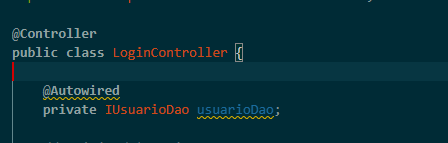 @Controller
public class LoginController {
@Autowired
private IUsuarioDao usuarioDao;